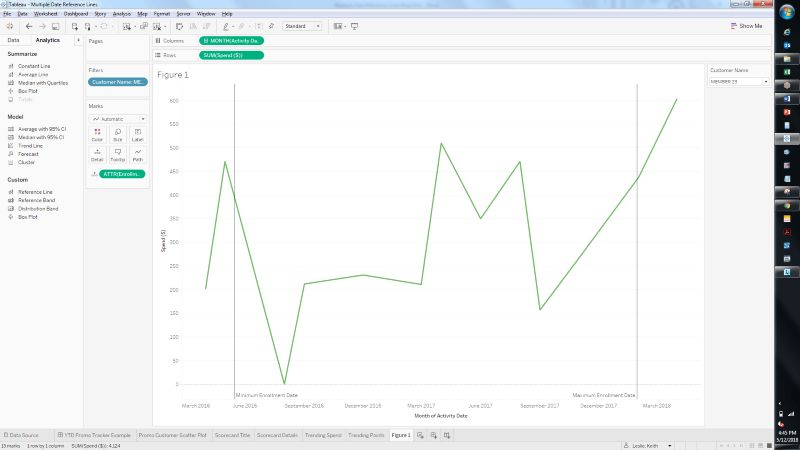 Tableau - Multiple Date Reference Lines
File Data Worksheet Dashboard Story Analysis Map Format Server Window Help
Standard
Show Me
Data Analytics
Summarize
Constant Line
Average Line
Median with Quartiles
Box Plot
Totals
Model
Average with 95% CI
Median with 95% CI
Trend Line
Forecast
Cluster
Custom
Reference Line
Reference Band
Distribution Band
Box Plot
Pages
Filters
Customer Name: ME..
Marks
Automatic
Color Size Label
Detail Tooltip Path
ATTR(Enrollm..
Columns MONTH(Activity Da..
Rows SUM(Spend ($))
Figure 1
Customer Name
MEMBER 23
600
550
500
450
400
350
300
250
200
150
100
50
0
Spend ($)
Minimum Enrollment Date
Maximum Enrollment Date
March 2016 June 2016 September 2016 December 2016 March 2017 June 2017 September 2017 December 2017 March 2018
Month of Activity Date
Data Source YTD Promo Tracker Example Promo Customer Scatter Plot Scorecard Title Scorecard Details Trending Spend Trending Points Figure 1
13 marks 1 row by 1 column SUM(Spend ($)): 4,124
Leslie, Keith
4:45 PM
5/12/2018